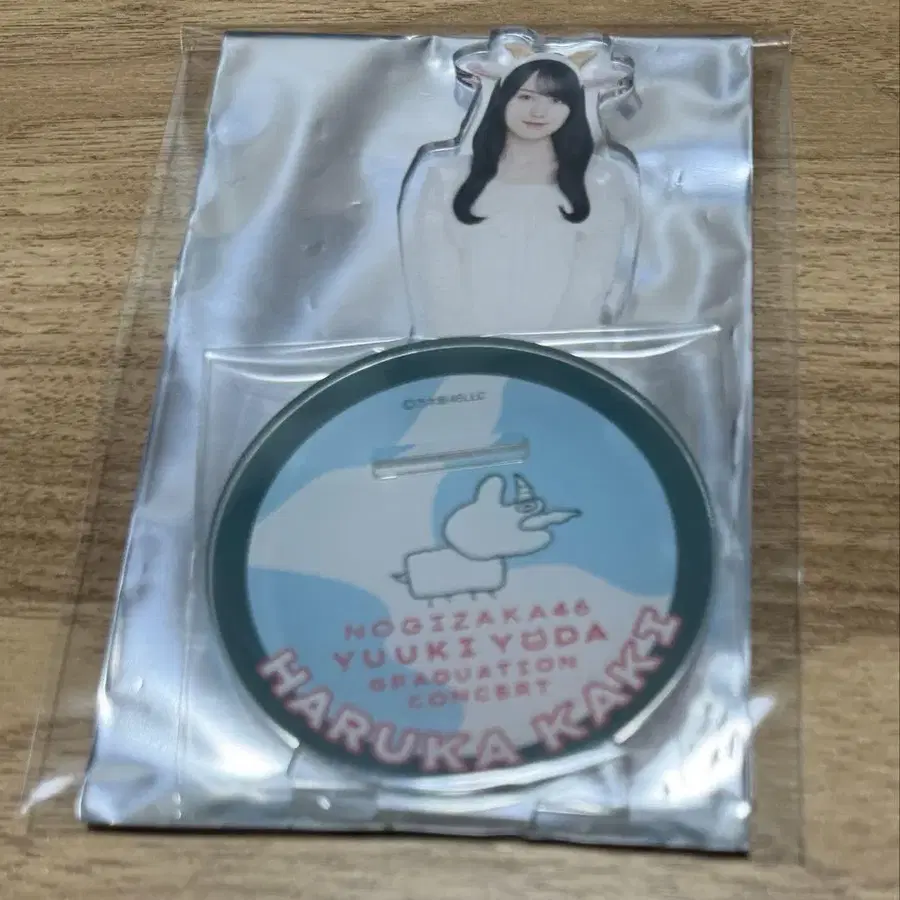 NOGIZAKA46
YUUKI YODA
GRADUATION
CONCERT
HARUKA KAKI